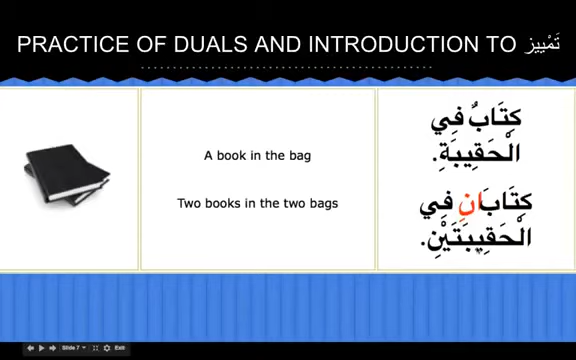 PRACTICE OF DUALS AND INTRODUCTION TO تَمْيِيز
A book in the bag
Two books in the two bags
كِتَابٌ فِي
الْحَقِيبَةِ.
كِتَابَانِ فِي
الْحَقِيبَتَيْنِ.
Slide 7
Exit